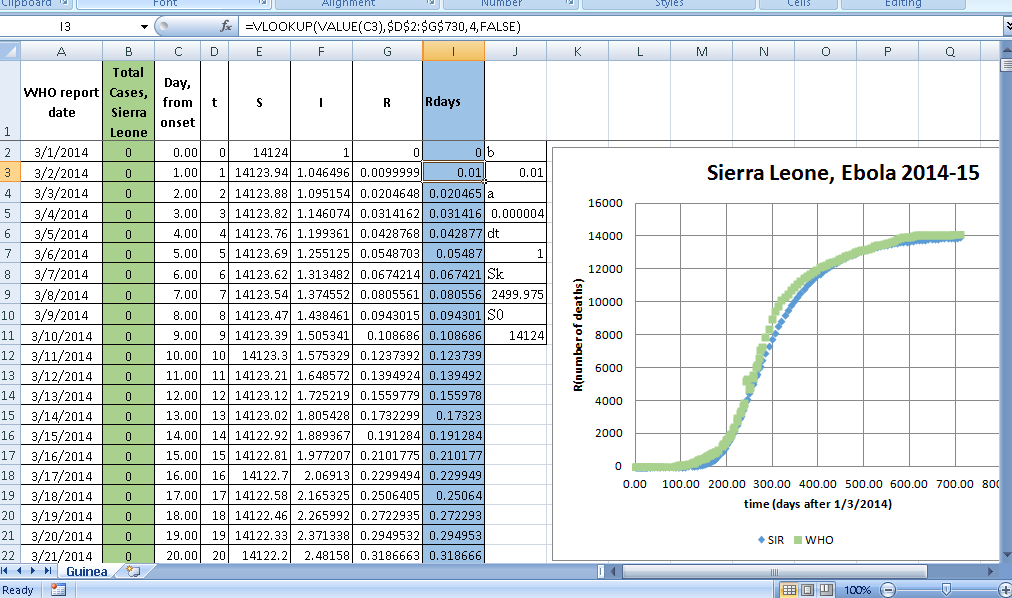 Clipboard Font Alignment Number Styles Cells Editing
I3 fx =VLOOKUP(VALUE(C3),$D$2:$G$730,4,FALSE)
A B C D E F G I J K L M N O P Q
1 WHO report date Total Cases, Sierra Leone Day, from onset t S I R Rdays
2 3/1/2014 0 0.00 0 14124 1 0 0 b
3 3/2/2014 0 1.00 1 14123.94 1.046496 0.0099999 0.01 0.01
4 3/3/2014 0 2.00 2 14123.88 1.095154 0.0204648 0.020465 a
5 3/4/2014 0 3.00 3 14123.82 1.146074 0.0314162 0.031416 0.000004
6 3/5/2014 0 4.00 4 14123.76 1.199361 0.0428768 0.042877 dt
7 3/6/2014 0 5.00 5 14123.69 1.255125 0.0548703 0.05487 1
8 3/7/2014 0 6.00 6 14123.62 1.313482 0.0674214 0.067421 Sk
9 3/8/2014 0 7.00 7 14123.54 1.374552 0.0805561 0.080556 2499.975
10 3/9/2014 0 8.00 8 14123.47 1.438461 0.0943015 0.094301 S0
11 3/10/2014 0 9.00 9 14123.39 1.505341 0.108686 0.108686 14124
12 3/11/2014 0 10.00 10 14123.3 1.575329 0.1237392 0.123739
13 3/12/2014 0 11.00 11 14123.21 1.648572 0.1394924 0.139492
14 3/13/2014 0 12.00 12 14123.12 1.725219 0.1559779 0.155978
15 3/14/2014 0 13.00 13 14123.02 1.805428 0.1732299 0.17323
16 3/15/2014 0 14.00 14 14122.92 1.889367 0.191284 0.191284
17 3/16/2014 0 15.00 15 14122.81 1.977207 0.2101775 0.210177
18 3/17/2014 0 16.00 16 14122.7 2.06913 0.2299494 0.229949
19 3/18/2014 0 17.00 17 14122.58 2.165325 0.2506405 0.25064
20 3/19/2014 0 18.00 18 14122.46 2.265992 0.2722935 0.272293
21 3/20/2014 0 19.00 19 14122.33 2.371338 0.2949532 0.294953
22 3/21/2014 0 20.00 20 14122.2 2.48158 0.3186663 0.318666
Sierra Leone, Ebola 2014-15
16000
14000
12000
10000
8000
6000
4000
2000
0
R(number of deaths)
0.00 100.00 200.00 300.00 400.00 500.00 600.00 700.00 800
time (days after 1/3/2014)
SIR WHO
Guinea
Ready 100%